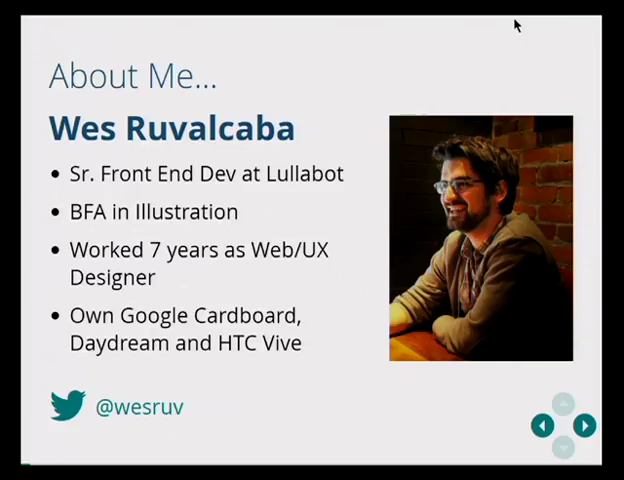 About Me...
Wes Ruvalcaba
• Sr. Front End Dev at Lullabot
• BFA in Illustration
• Worked 7 years as Web/UX
Designer
• Own Google Cardboard,
Daydream and HTC Vive
@wesruv